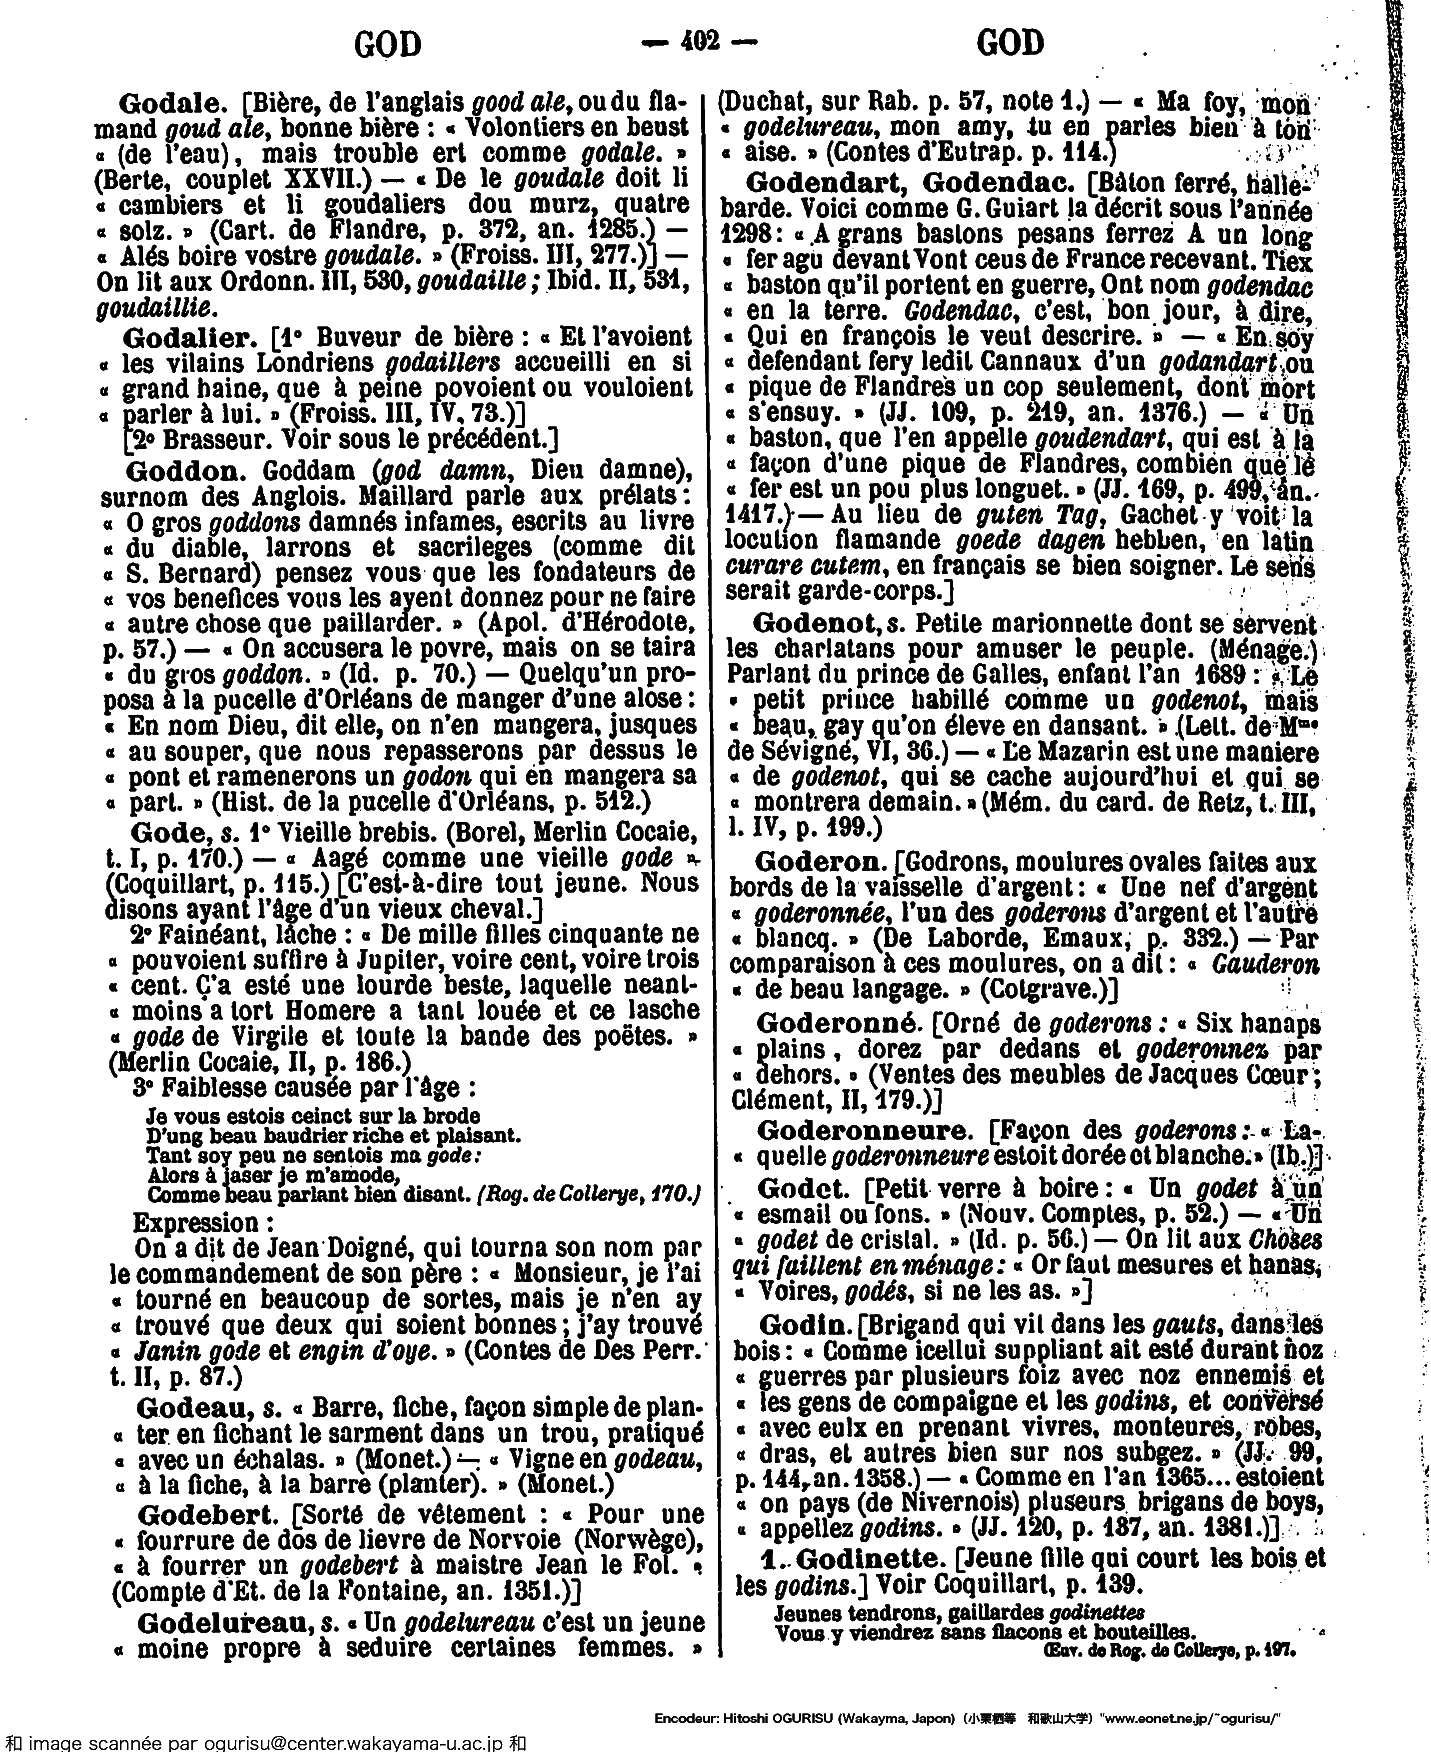 GOD — 402 — GOD
Godale. [Bière, de l'anglais good ale, ou du fla-
mand goud ale, bonne bière : « Volontiers en beust
« (de l'eau), mais trouble ert comme godale. »
(Berte, couplet XXVII.) — « De le goudale doit li
« cambiers et li goudaliers dou murz, quatre
« solz. » (Cart. de Flandre, p. 372, an. 1285.) —
« Alés boire vostre goudale. » (Froiss. III, 277.)] —
On lit aux Ordonn. III, 530, goudaille ; Ibid. II, 531,
goudaillie.
Godalier. [1° Buveur de bière : « Et l'avoient
« les vilains Londriens godaillers accueilli en si
« grand haine, que à peine povoient ou vouloient
« parler à lui. » (Froiss. III, IV, 73.)]
[2° Brasseur. Voir sous le précédent.]
Goddon. Goddam (god damn, Dieu damne),
surnom des Anglois. Maillard parle aux prélats :
« O gros goddons damnés infames, escrits au livre
« du diable, larrons et sacrileges (comme dit
« S. Bernard) pensez vous que les fondateurs de
« vos benefices vous les ayent donnez pour ne faire
« autre chose que paillarder. » (Apol. d'Hérodote,
p. 57.) — « On accusera le povre, mais on se taira
« du gros goddon. » (Id. p. 70.) — Quelqu'un pro-
posa à la pucelle d'Orléans de manger d'une alose :
« En nom Dieu, dit elle, on n'en mangera, jusques
« au souper, que nous repasserons par dessus le
« pont et ramenerons un godon qui en mangera sa
« part. » (Hist. de la pucelle d'Orléans, p. 512.)
Gode, s. 1° Vieille brebis. (Borel, Merlin Cocaie,
t. I, p. 170.) — « Aagé comme une vieille gode ».
(Coquillart, p. 115.) [C'est-à-dire tout jeune. Nous
disons ayant l'âge d'un vieux cheval.]
2° Fainéant, lâche : « De mille filles cinquante ne
« pouvoient suffire à Jupiter, voire cent, voire trois
« cent. Ç'a esté une lourde beste, laquelle neant-
« moins a tort Homere a tant louée et ce lasche
« gode de Virgile et toute la bande des poëtes. »
(Merlin Cocaie, II, p. 186.)
3° Faiblesse causée par l'âge :
Je vous estois ceinct sur la brode
D'ung beau baudrier riche et plaisant.
Tant soy peu ne sentois ma gode :
Alors à jaser je m'amode,
Comme beau parlant bien disant. (Rog. de Collerye, 170.)
Expression :
On a dit de Jean Doigné, qui tourna son nom par
le commandement de son père : « Monsieur, je l'ai
« tourné en beaucoup de sortes, mais je n'en ay
« trouvé que deux qui soient bonnes ; j'ay trouvé
« Janin gode et engin d'oye. » (Contes de Des Perr.
t. II, p. 87.)
Godeau, s. « Barre, fiche, façon simple de plan-
« ter en fichant le sarment dans un trou, pratiqué
« avec un échalas. » (Monet.) — « Vigne en godeau,
« à la fiche, à la barre (planter). » (Monet.)
Godebert. [Sorté de vêtement : « Pour une
« fourrure de dos de lievre de Norvoie (Norwège),
« à fourrer un godebert à maistre Jean le Fol. »
(Compte d'Et. de la Fontaine, an. 1351.)]
Godelureau, s. « Un godelureau c'est un jeune
« moine propre à seduire certaines femmes. »
(Duchat, sur Rab. p. 57, note 1.) — « Ma foy, mon
« godelureau, mon amy, tu en parles bien à ton
« aise. » (Contes d'Eutrap. p. 114.)
Godendart, Godendac. [Bâton ferré, halle-
barde. Voici comme G. Guiart la décrit sous l'année
1298 : « A grans bastons pesans ferrez A un long
« fer agu devant Vont ceus de France recevant. Tiex
« baston qu'il portent en guerre, Ont nom godendac
« en la terre. Godendac, c'est, bon jour, à dire,
« Qui en françois le veut descrire. » — « En soy
« defendant fery ledit Cannaux d'un godandart ou
« pique de Flandres un cop seulement, dont mort
« s'ensuy. » (JJ. 109, p. 219, an. 1376.) — « Un
« baston, que l'en appelle goudendart, qui est à la
« façon d'une pique de Flandres, combien que le
« fer est un pou plus longuet. » (JJ. 169, p. 499, an.
1417.) — Au lieu de guten Tag, Gachet y voit la
locution flamande goede dagen hebben, en latin
curare cutem, en français se bien soigner. Le sens
serait garde-corps.]
Godenot, s. Petite marionnette dont se servent
les charlatans pour amuser le peuple. (Ménage.)
Parlant du prince de Galles, enfant l'an 1689 : « Le
« petit prince habillé comme un godenot, mais
« beau, gay qu'on éleve en dansant. » (Lett. de Mme
de Sévigné, VI, 36.) — « Le Mazarin est une maniere
« de godenot, qui se cache aujourd'hui et qui se
« montrera demain. » (Mém. du card. de Retz, t. III,
l. IV, p. 199.)
Goderon. [Godrons, moulures ovales faites aux
bords de la vaisselle d'argent : « Une nef d'argent
« goderonnée, l'un des goderons d'argent et l'autre
« blancq. » (De Laborde, Emaux, p. 332.) — Par
comparaison à ces moulures, on a dit : « Gauderon
« de beau langage. » (Cotgrave.)]
Goderonné. [Orné de goderons : « Six hanaps
« plains, dorez par dedans et goderonnez par
« dehors. » (Ventes des meubles de Jacques Cœur ;
Clément, II, 179.)]
Goderonneure. [Façon des goderons : « La-
« quelle goderonneure estoit dorée et blanche. » (Ib.)]
Godet. [Petit verre à boire : « Un godet à un
« esmail ou fons. » (Nouv. Comptes, p. 52.) — « Un
« godet de cristal. » (Id. p. 56.) — On lit aux Choses
qui faillent en ménage : « Or faut mesures et hanas,
« Voires, godés, si ne les as. »]
Godin. [Brigand qui vit dans les gauts, dans les
bois : « Comme icellui suppliant ait esté durant noz
« guerres par plusieurs foiz avec noz ennemis et
« les gens de compaigne et les godins, et conversé
« avec eulx en prenant vivres, monteures, robes,
« dras, et autres bien sur nos subgez. » (JJ. 99,
p. 144, an. 1358.) — « Comme en l'an 1365... estoient
« on pays (de Nivernois) pluseurs brigans de boys,
« appellez godins. » (JJ. 120, p. 187, an. 1381.)]
1. Godinette. [Jeune fille qui court les bois et
les godins.] Voir Coquillart, p. 139.
Jeunes tendrons, gaillardes godinettes
Vous y viendrez sans flacons et bouteilles.
Œuv. de Rog. de Collerye, p. 197.
Encodeur: Hitoshi OGURISU (Wakayma, Japon) (小栗栖等 和歌山大学) "www.eonet.ne.jp/~ogurisu/"
和 image scannée par ogurisu@center.wakayama-u.ac.jp 和